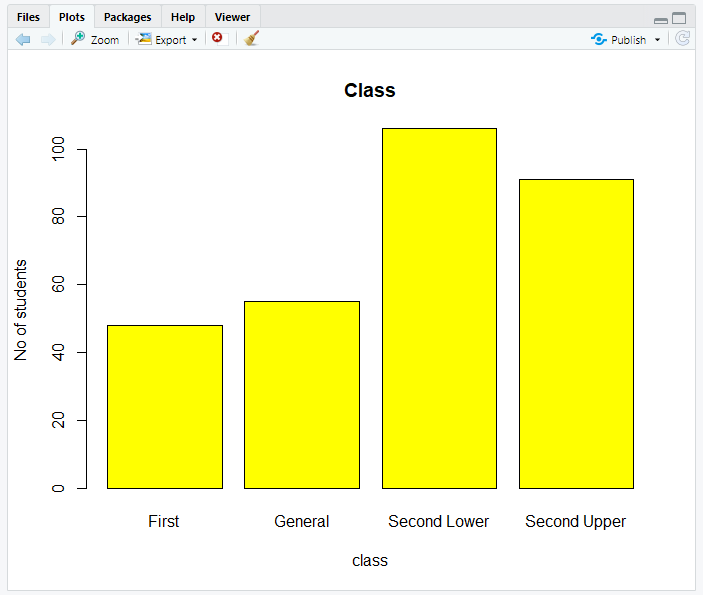 Files Plots Packages Help Viewer
Zoom Export Publish
Class
No of students
100
80
60
40
20
0
First General Second Lower Second Upper
class